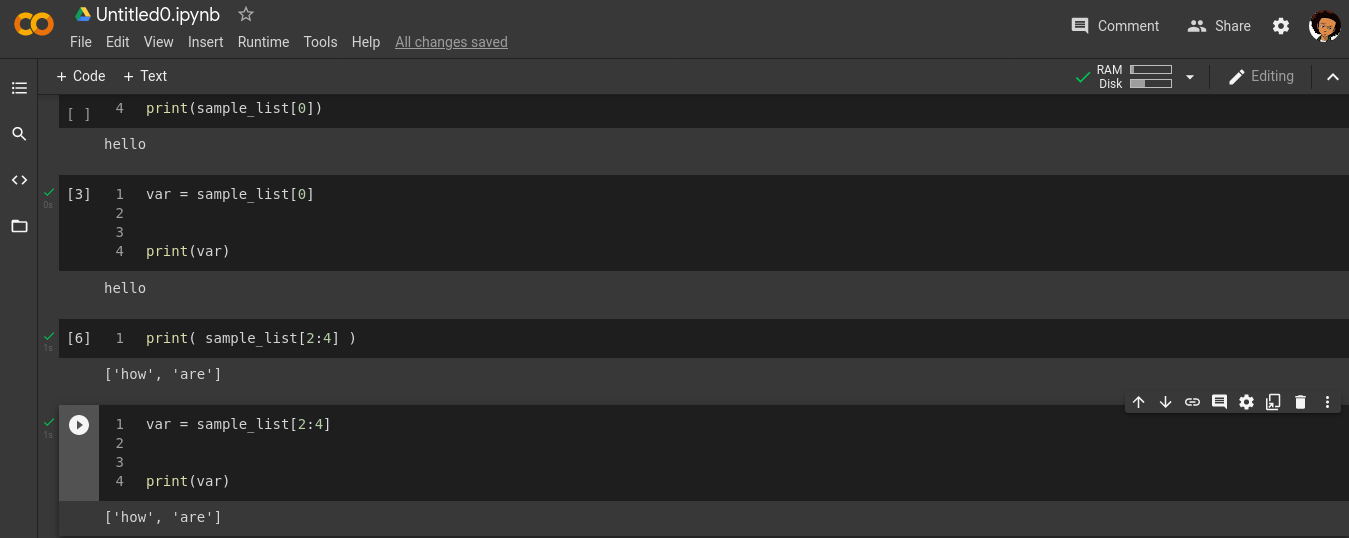 Untitled0.ipynb
File Edit View Insert Runtime Tools Help All changes saved
Comment Share
+ Code + Text
RAM
Disk
Editing
[ ] 4 print(sample_list[0])
hello
[3] 1 var = sample_list[0]
0s
2
3
4 print(var)
hello
[6] 1 print( sample_list[2:4] )
1s
['how', 'are']
1 var = sample_list[2:4]
1s
2
3
4 print(var)
['how', 'are']